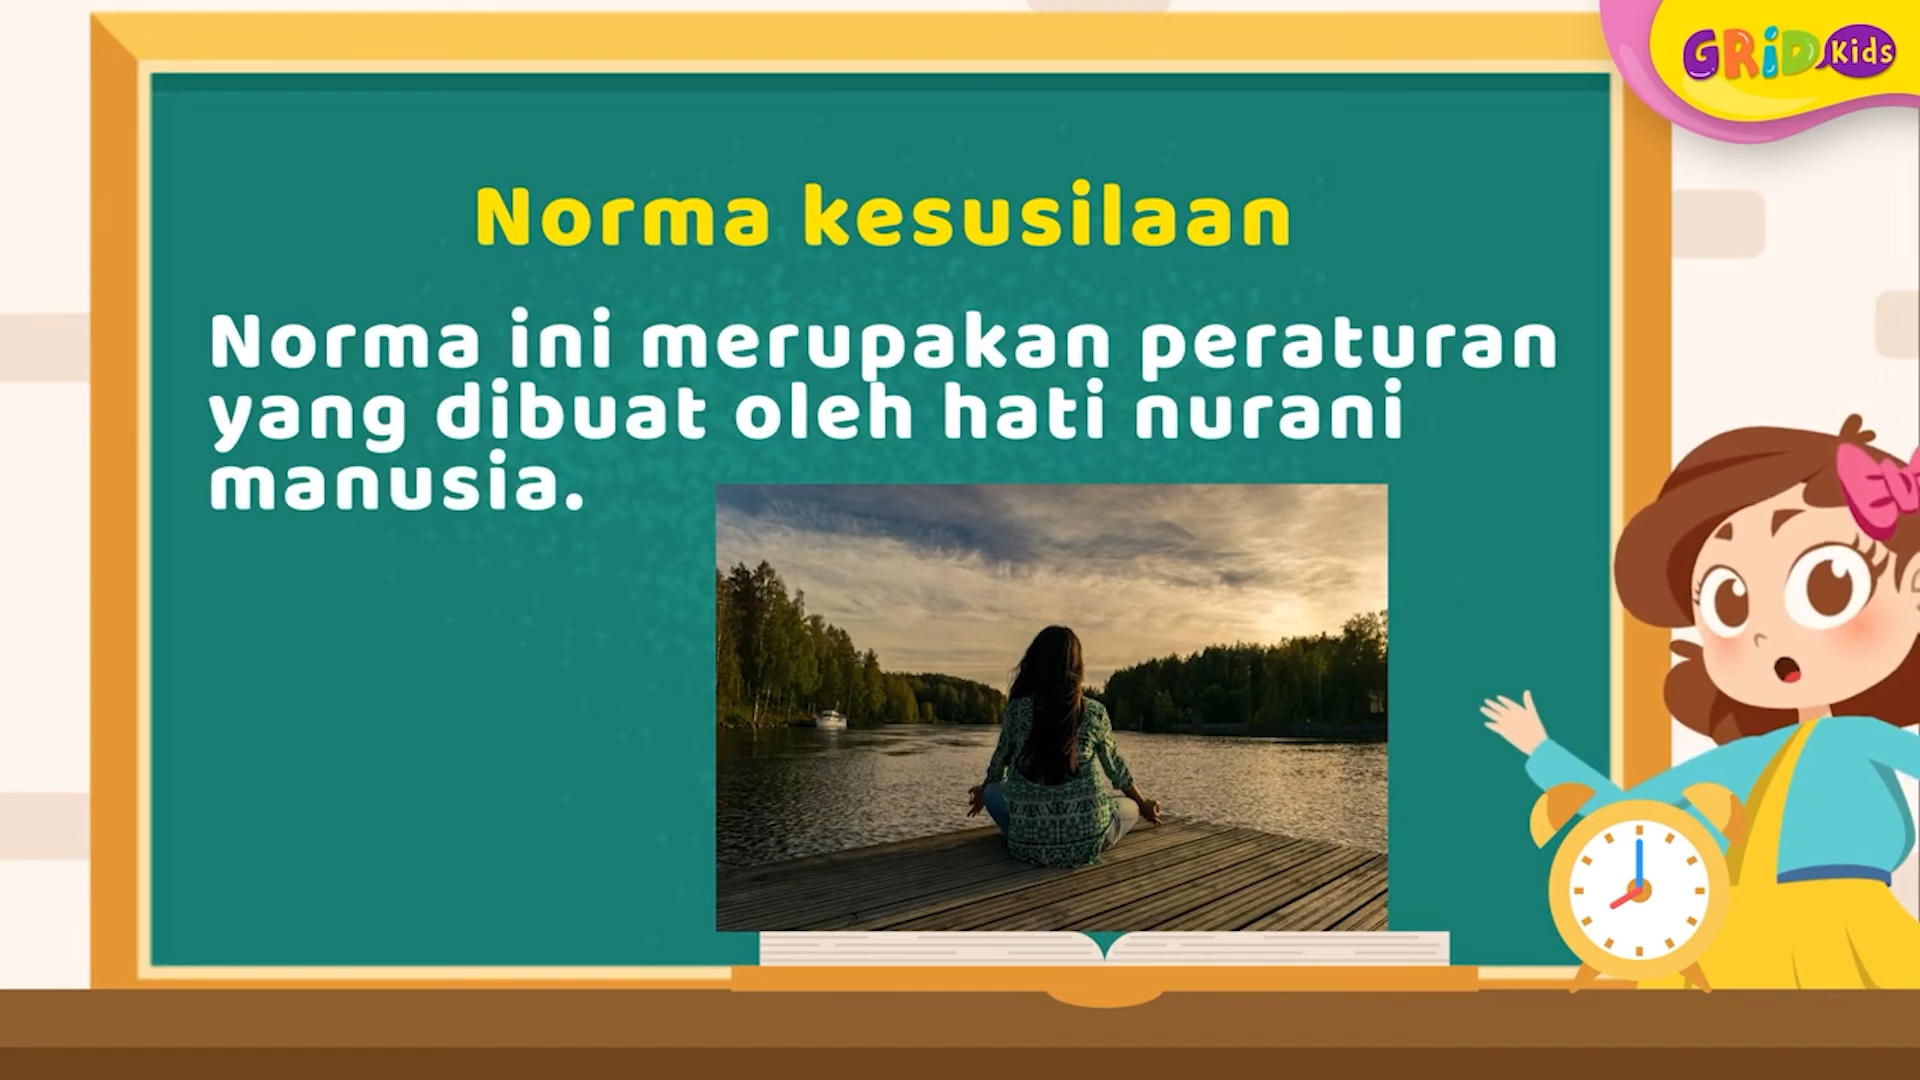 GRiD Kids
Norma kesusilaan
Norma ini merupakan peraturan
yang dibuat oleh hati nurani
manusia.